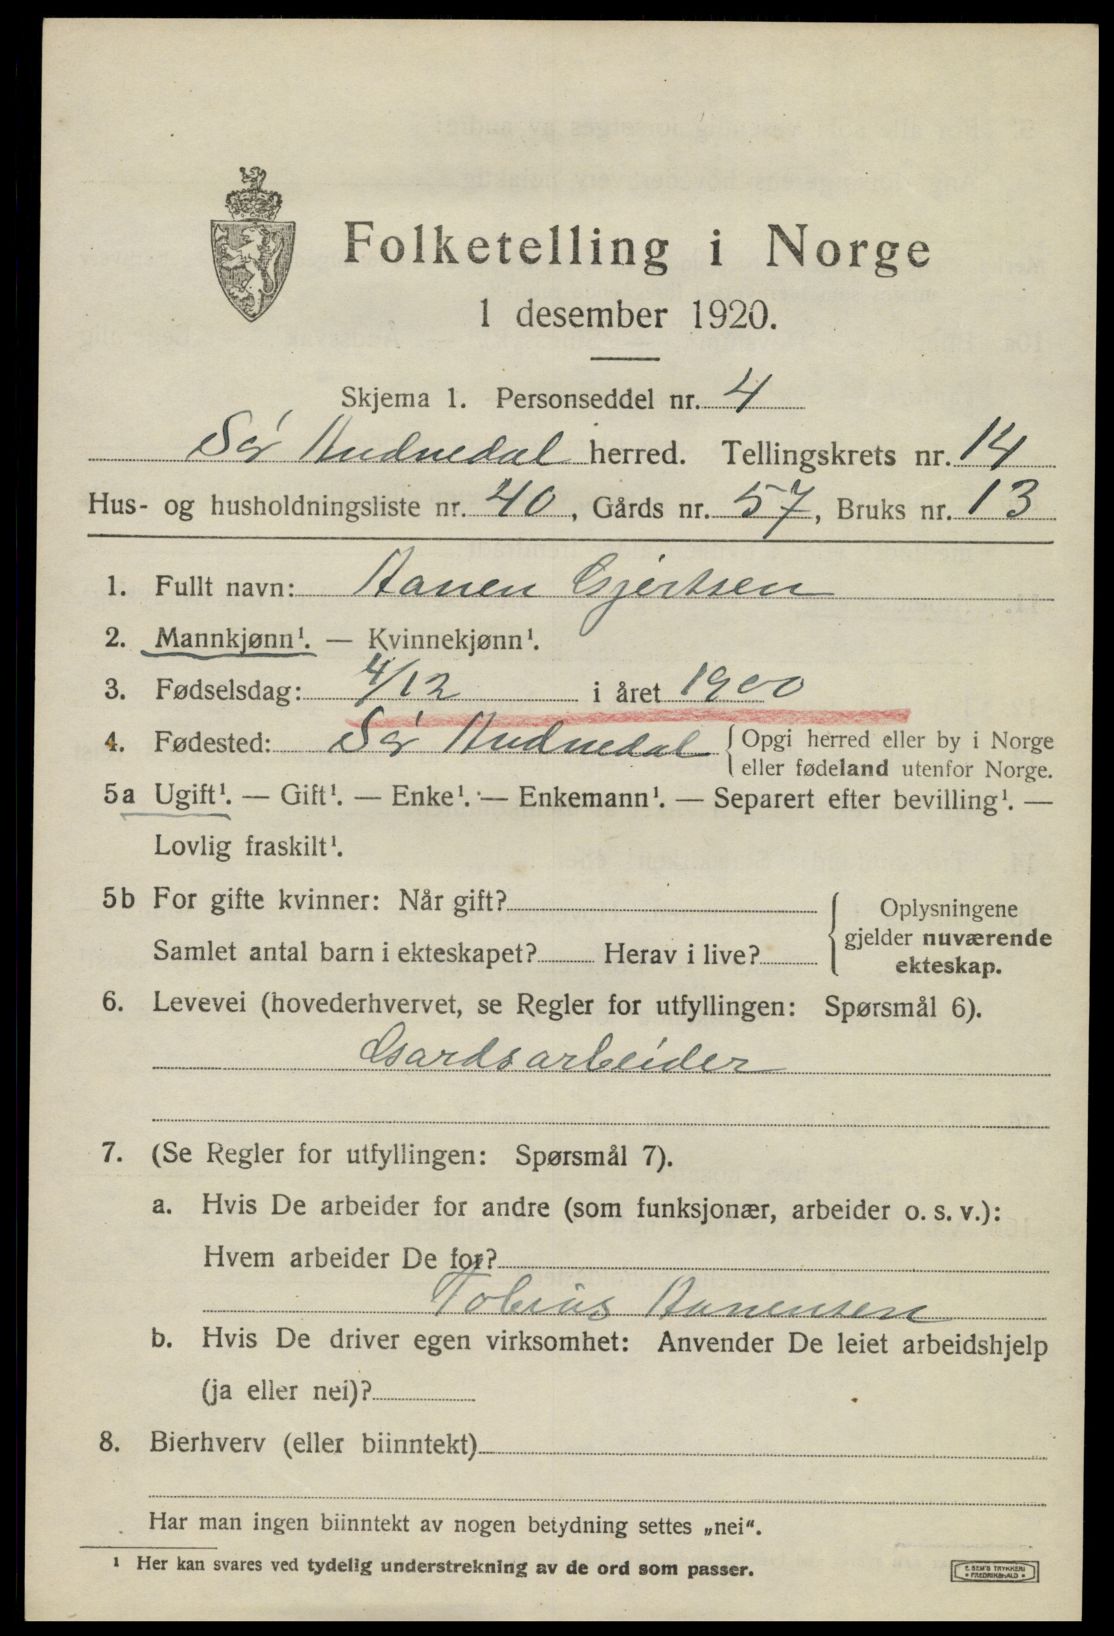 Folketelling i Norge
1 desember 1920.
Skjema 1. Personseddel nr. 4
Sør Audnedal herred. Tellingskrets nr. 14
Hus- og husholdningsliste nr. 40, Gårds nr. 57, Bruks nr. 13
1. Fullt navn: Aanen Gjertsen
2. Mannkjønn¹. — Kvinnekjønn¹.
3. Fødselsdag: 4/12 i året 1900
4. Fødested: Sør Audnedal { Opgi herred eller by i Norge
eller fødeland utenfor Norge.
5a Ugift¹. — Gift¹. — Enke¹. — Enkemann¹. — Separert efter bevilling¹. —
Lovlig fraskilt¹.
5b For gifte kvinner: Når gift?
Samlet antal barn i ekteskapet? Herav i live?
{ Oplysningene
gjelder nuværende
ekteskap.
6. Levevei (hovederhvervet, se Regler for utfyllingen: Spørsmål 6).
Gardsarbeider
7. (Se Regler for utfyllingen: Spørsmål 7).
a. Hvis De arbeider for andre (som funksjonær, arbeider o. s. v.):
Hvem arbeider De for?
Tobias Aanensen
b. Hvis De driver egen virksomhet: Anvender De leiet arbeidshjelp
(ja eller nei)?
8. Bierhverv (eller biinntekt)
Har man ingen biinntekt av nogen betydning settes „nei“.
¹ Her kan svares ved tydelig understrekning av de ord som passer.
E. SEM'S TRYKKERI
FREDRIKSHALD